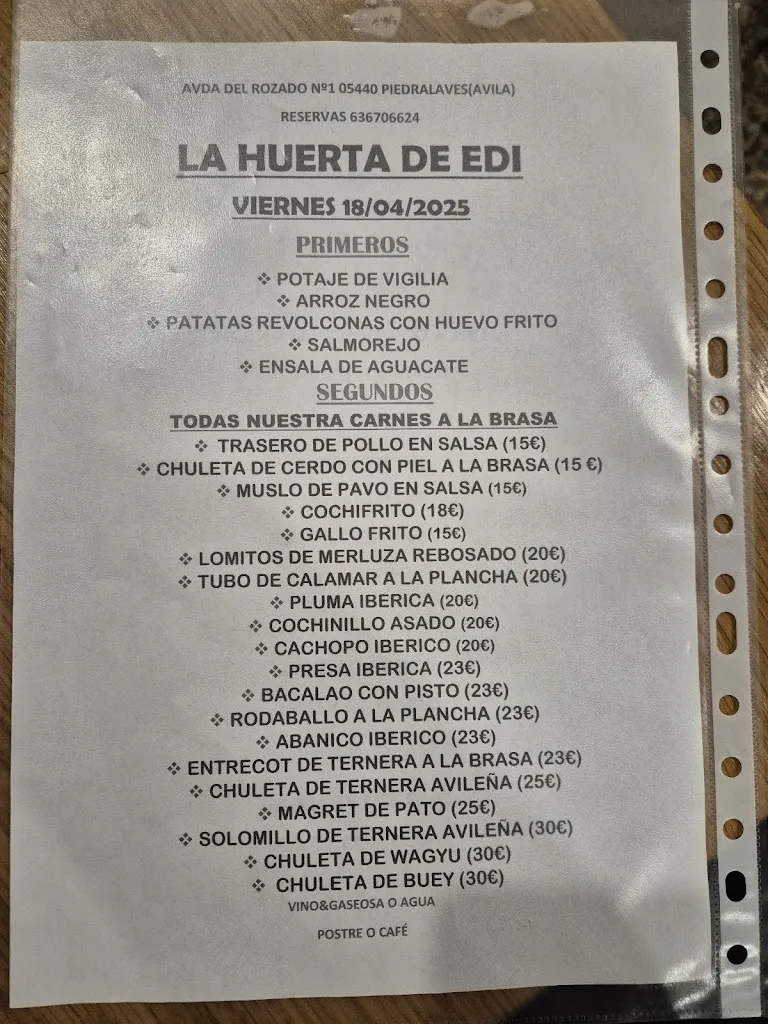 AVDA DEL ROZADO Nº1 05440 PIEDRALAVES(AVILA)
RESERVAS 636706624
LA HUERTA DE EDI
VIERNES 18/04/2025
PRIMEROS
❖ POTAJE DE VIGILIA
❖ ARROZ NEGRO
❖ PATATAS REVOLCONAS CON HUEVO FRITO
❖ SALMOREJO
❖ ENSALA DE AGUACATE
SEGUNDOS
TODAS NUESTRA CARNES A LA BRASA
❖ TRASERO DE POLLO EN SALSA (15€)
❖ CHULETA DE CERDO CON PIEL A LA BRASA (15 €)
❖ MUSLO DE PAVO EN SALSA (15€)
❖ COCHIFRITO (18€)
❖ GALLO FRITO (15€)
❖ LOMITOS DE MERLUZA REBOSADO (20€)
❖ TUBO DE CALAMAR A LA PLANCHA (20€)
❖ PLUMA IBERICA (20€)
❖ COCHINILLO ASADO (20€)
❖ CACHOPO IBERICO (20€)
❖ PRESA IBERICA (23€)
❖ BACALAO CON PISTO (23€)
❖ RODABALLO A LA PLANCHA (23€)
❖ ABANICO IBERICO (23€)
❖ ENTRECOT DE TERNERA A LA BRASA (23€)
❖ CHULETA DE TERNERA AVILEÑA (25€)
❖ MAGRET DE PATO (25€)
❖ SOLOMILLO DE TERNERA AVILEÑA (30€)
❖ CHULETA DE WAGYU (30€)
❖ CHULETA DE BUEY (30€)
VINO&GASEOSA O AGUA
POSTRE O CAFÉ